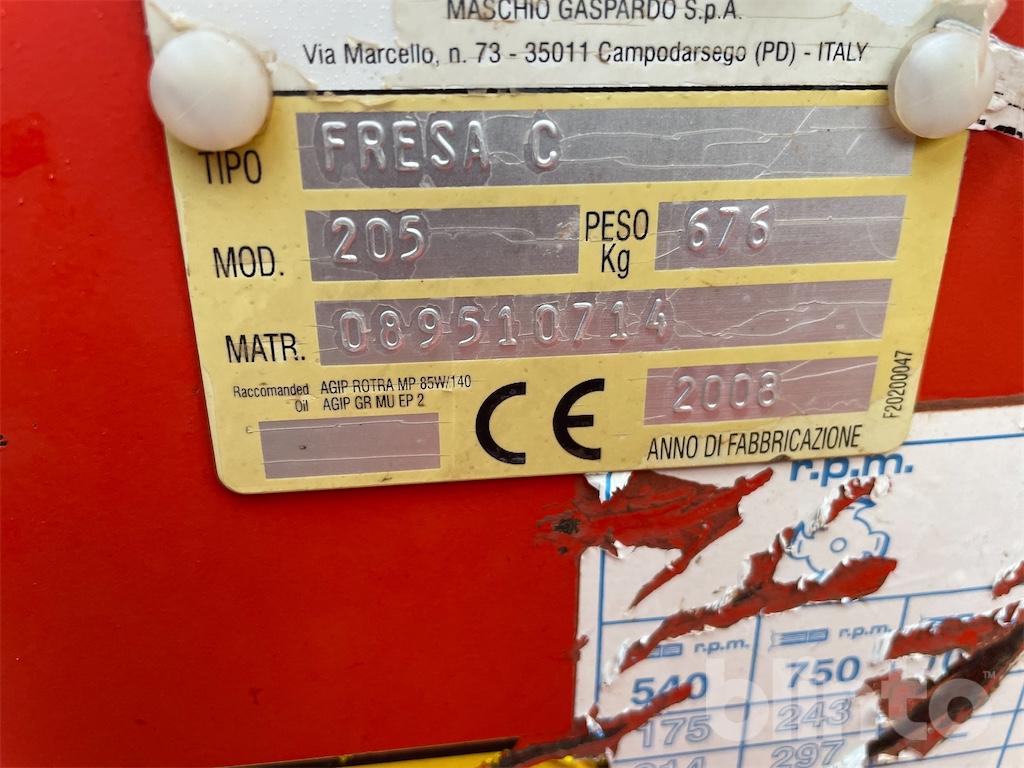 MASCHIO GASPARDO S.p.A.
Via Marcello, n. 73 - 35011 Campodarsego (PD) - ITALY
TIPO FRESA C
MOD. 205 PESO Kg 676
MATR. 089510714
Raccomanded Oil AGIP ROTRA MP 85W/140
AGIP GR MU EP 2
CE 2008
ANNO DI FABBRICAZIONE
F20200047
r.p.m.
r.p.m. r.p.m.
540 750
175 243
297
blinto™